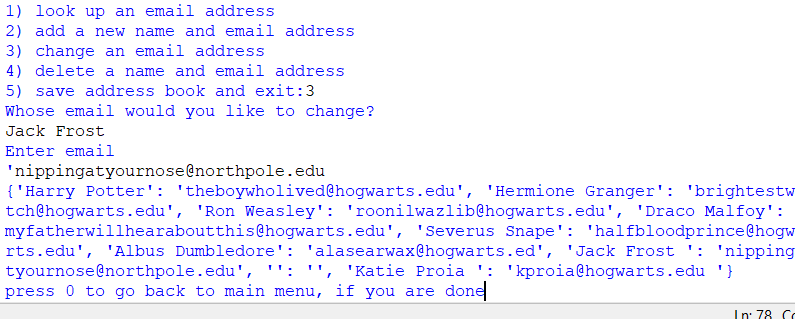 1) look up an email address
2) add a new name and email address
3) change an email address
4) delete a name and email address
5) save address book and exit:3
Whose email would you like to change?
Jack Frost
Enter email
'nippingatyournose@northpole.edu
{'Harry Potter': 'theboywholived@hogwarts.edu', 'Hermione Granger': 'brightestw
tch@hogwarts.edu', 'Ron Weasley': 'roonilwazlib@hogwarts.edu', 'Draco Malfoy':
myfatherwillhearaboutthis@hogwarts.edu', 'Severus Snape': 'halfbloodprince@hogw
rts.edu', 'Albus Dumbledore': 'alasearwax@hogwarts.ed', 'Jack Frost ': 'nipping
tyournose@northpole.edu', '': '', 'Katie Proia ': 'kproia@hogwarts.edu '}
press 0 to go back to main menu, if you are done
Ln: 78 Co